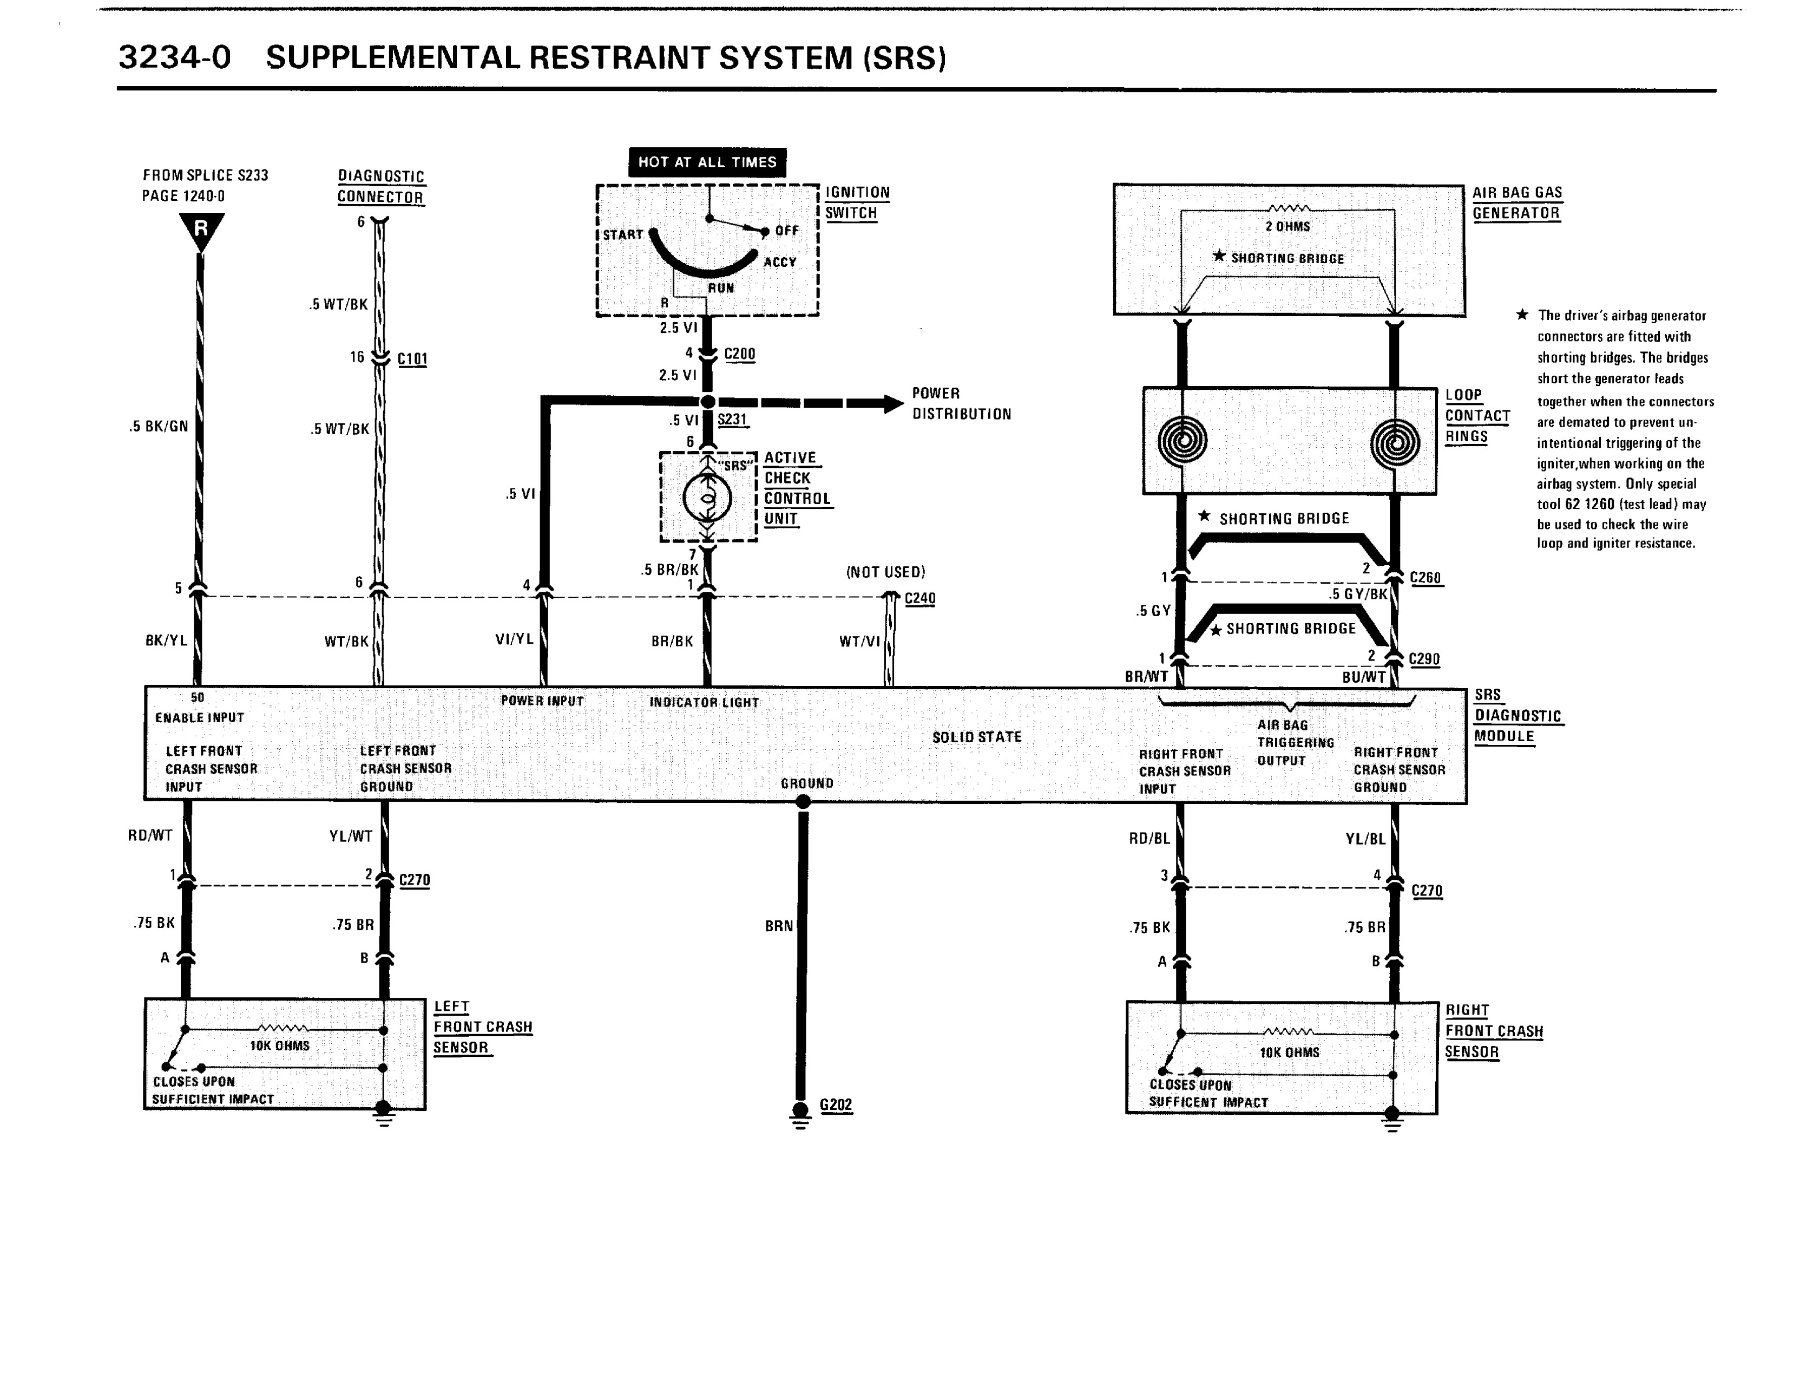 3234-0 SUPPLEMENTAL RESTRAINT SYSTEM (SRS)
FROM SPLICE S233
PAGE 1240-0
R
DIAGNOSTIC
CONNECTOR
6
.5 WT/BK
16
C101
.5 BK/GN
.5 WT/BK
HOT AT ALL TIMES
IGNITION
SWITCH
START
OFF
ACCY
RUN
R
2.5 VI
4
C200
2.5 VI
POWER
DISTRIBUTION
.5 VI
S231
6
"SRS"
ACTIVE
CHECK
CONTROL
UNIT
.5 VI
7
.5 BR/BK
AIR BAG GAS
GENERATOR
2 OHMS
★ SHORTING BRIDGE
LOOP
CONTACT
RINGS
★ The driver's airbag generator
connectors are fitted with
shorting bridges. The bridges
short the generator leads
together when the connectors
are demated to prevent un-
intentional triggering of the
igniter,when working on the
airbag system. Only special
tool 62 1260 (test lead) may
be used to check the wire
loop and igniter resistance.
★ SHORTING BRIDGE
1
2
C260
.5 GY
.5 GY/BK
★ SHORTING BRIDGE
1
2
C290
BR/WT
BU/WT
5
6
4
1
(NOT USED)
C240
BK/YL
WT/BK
VI/YL
BR/BK
WT/VI
50
ENABLE INPUT
POWER INPUT
INDICATOR LIGHT
SOLID STATE
AIR BAG
TRIGGERING
OUTPUT
SRS
DIAGNOSTIC
MODULE
LEFT FRONT
CRASH SENSOR
INPUT
LEFT FRONT
CRASH SENSOR
GROUND
GROUND
RIGHT FRONT
CRASH SENSOR
INPUT
RIGHT FRONT
CRASH SENSOR
GROUND
RD/WT
YL/WT
RD/BL
YL/BL
1
2
C270
3
4
C270
.75 BK
.75 BR
BRN
.75 BK
.75 BR
A
B
A
B
LEFT
FRONT CRASH
SENSOR
10K OHMS
CLOSES UPON
SUFFICIENT IMPACT
G202
RIGHT
FRONT CRASH
SENSOR
10K OHMS
CLOSES UPON
SUFFICENT IMPACT